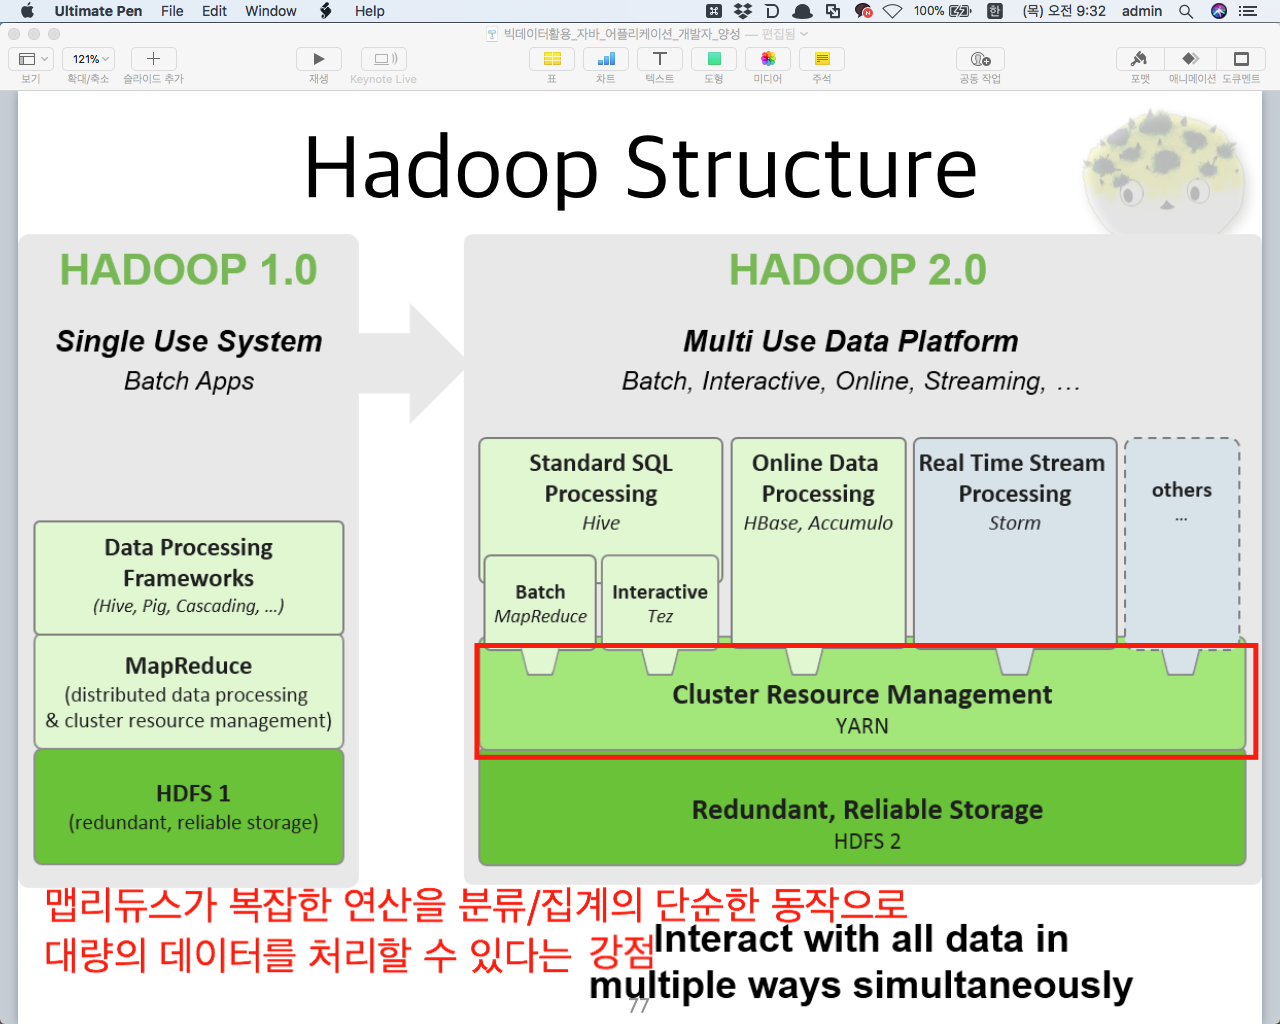 Ultimate Pen File Edit Window Help 100% 한 (목) 오전 9:32 admin
빅데이터활용_자바_어플리케이션_개발자_양성 — 편집됨
121%
보기 확대/축소 슬라이드 추가 재생 Keynote Live 표 차트 텍스트 도형 미디어 주석 공동 작업 포맷 애니메이션 도큐멘트
Hadoop Structure
HADOOP 1.0
Single Use System
Batch Apps
Data Processing
Frameworks
(Hive, Pig, Cascading, ...)
MapReduce
(distributed data processing
& cluster resource management)
HDFS 1
(redundant, reliable storage)
HADOOP 2.0
Multi Use Data Platform
Batch, Interactive, Online, Streaming, …
Standard SQL
Processing
Hive
Batch
MapReduce
Interactive
Tez
Online Data
Processing
HBase, Accumulo
Real Time Stream
Processing
Storm
others
...
Cluster Resource Management
YARN
Redundant, Reliable Storage
HDFS 2
맵리듀스가 복잡한 연산을 분류/집계의 단순한 동작으로
대량의 데이터를 처리할 수 있다는 강점
Interact with all data in
multiple ways simultaneously
77